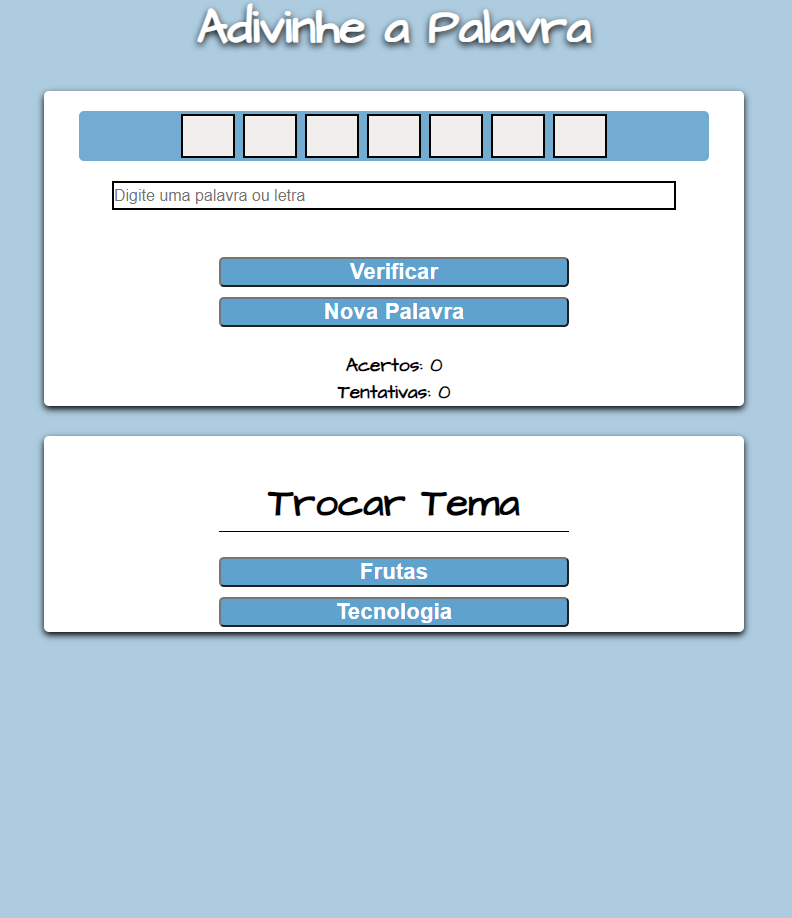 Adivinhe a Palavra
Digite uma palavra ou letra
Verificar
Nova Palavra
Acertos: 0
Tentativas: 0
Trocar Tema
Frutas
Tecnologia